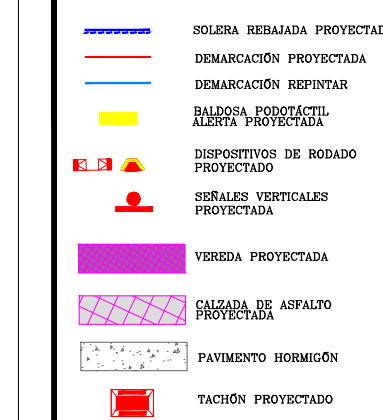 SOLERA REBAJADA
DEMARCACIÓN PROYECTADA
DEMARCACIÓN REPINTAR
BALDOSA PODOTÁCTIL
ALERTA PROYECTADA
DISPOSITIVOS DE RODADO
PROYECTADO
SEÑALES VERTICALES
PROYECTADA
VEREDA PROYECTADA
CALZADA DE ASFALTO
PROYECTADA
PAVIMENTO HORMIGÓN
TACHÓN PROYECTADO